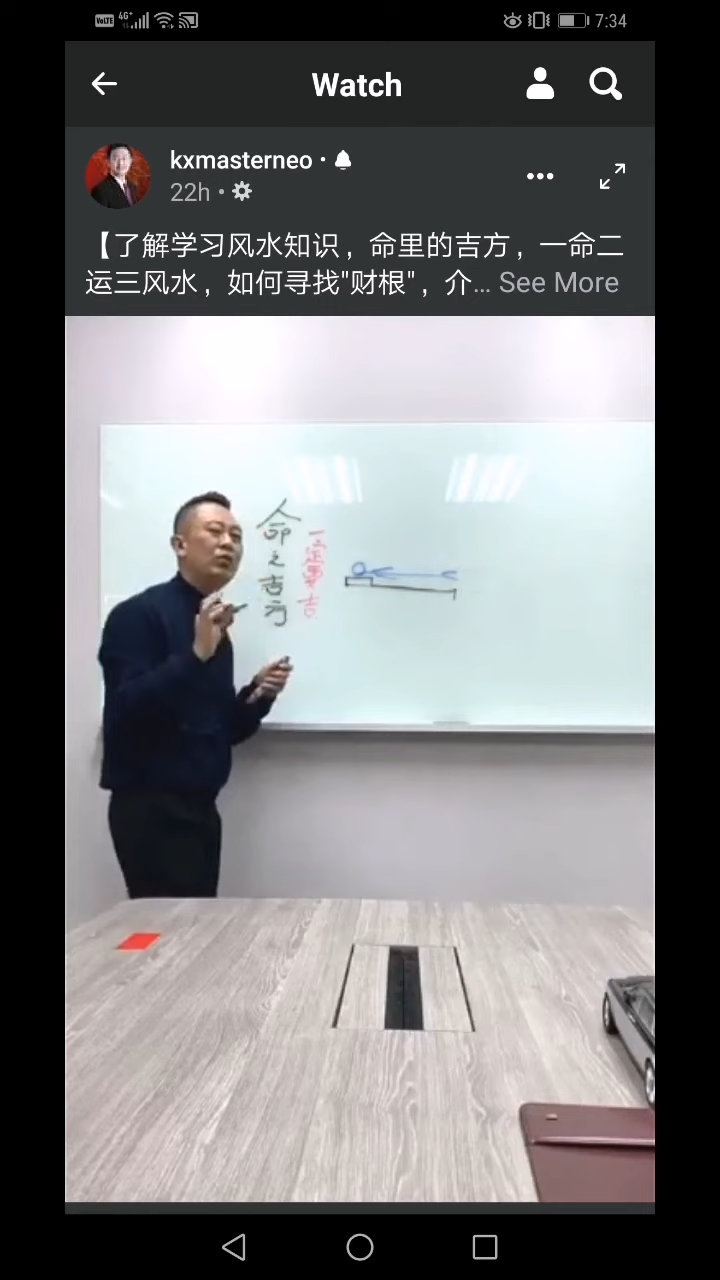 VoLTE 4G+ 7:34
Watch
kxmasterneo
22h
【了解学习风水知识，命里的吉方，一命二
运三风水，如何寻找"财根"，介... See More
命之吉方